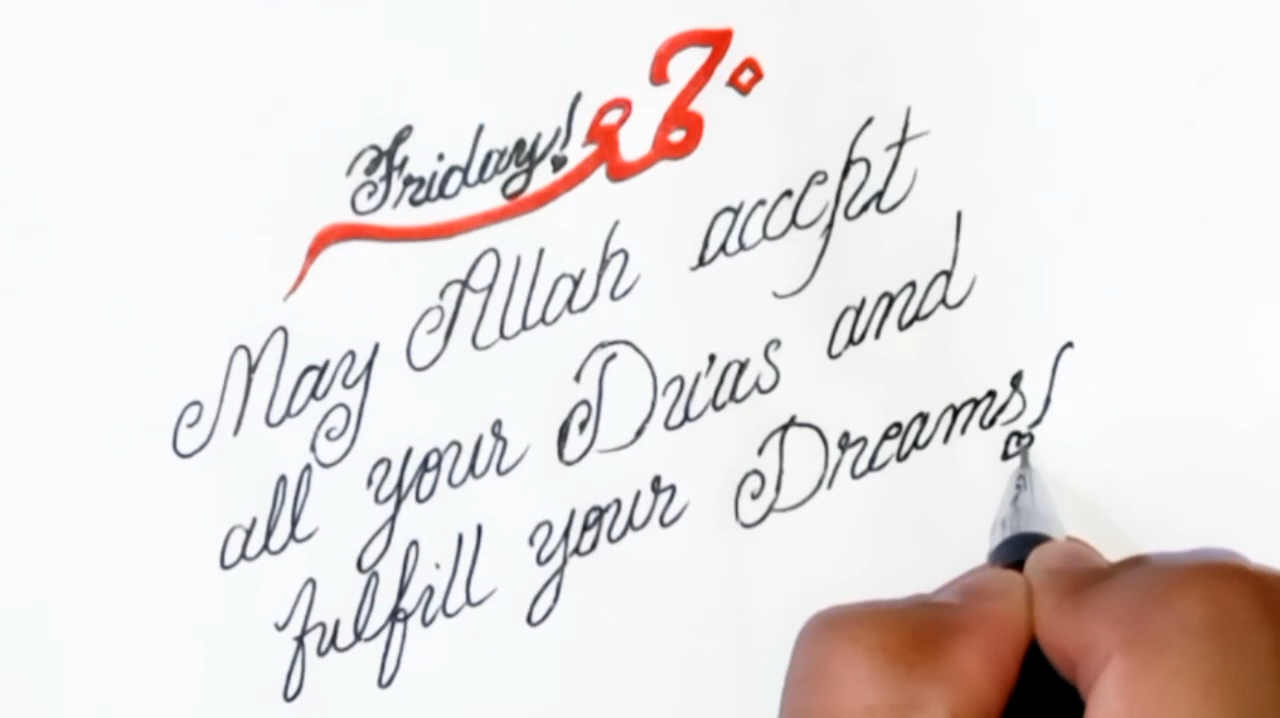 Friday!
May Allah accept
all your Du'as and
fulfill your Dreams!